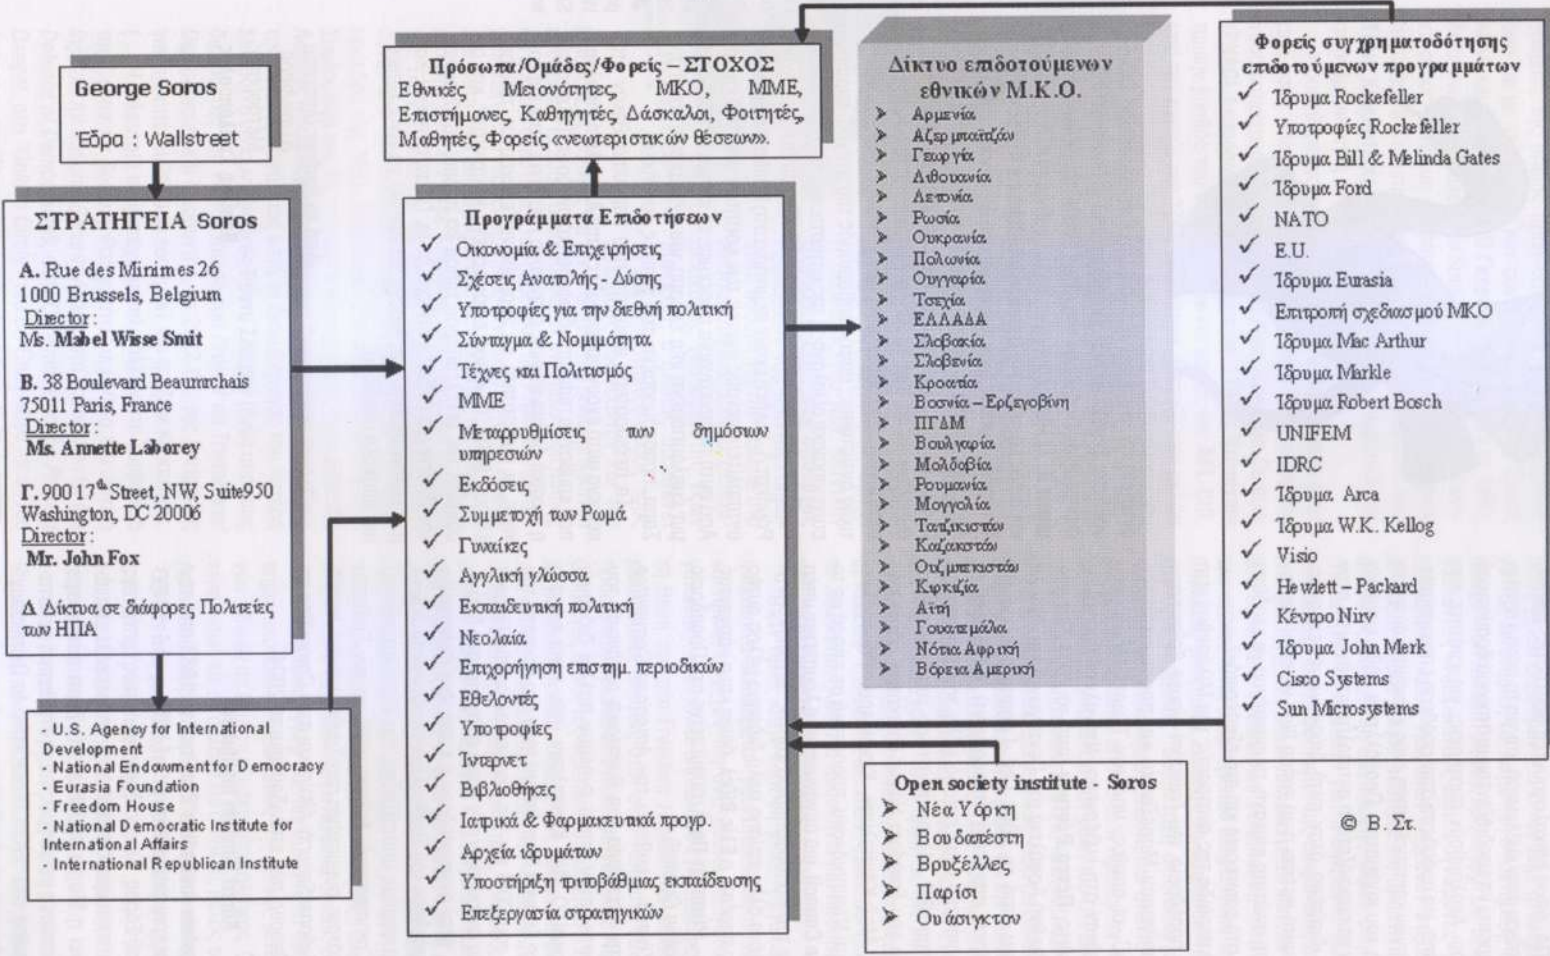 George Soros
Έδρα : Wallstreet
ΣΤΡΑΤΗΓΕΙΑ Soros
Α. Rue des Minimes 26
1000 Brussels, Belgium
Director :
Ms. Mabel Wisse Smit
Β. 38 Boulevard Beaumrchais
75011 Paris, France
Director :
Ms. Annette Laborey
Γ. 900 17th Street, NW, Suite950
Washington, DC 20006
Director :
Mr. John Fox
Δ Δίκτυα σε διάφορες Πολιτείες
των ΗΠΑ
- U.S. Agency for International
Development
- National Endowment for Democracy
- Eurasia Foundation
- Freedom House
- National Democratic Institute for
International Affairs
- International Republican Institute
Πρόσωπα/Ομάδες/Φορείς – ΣΤΟΧΟΣ
Εθνικές Μειονότητες, ΜΚΟ, ΜΜΕ,
Επιστήμονες, Καθηγητές, Δάσκαλοι, Φοιτητές,
Μαθητές, Φορείς «νεωτεριστικών θέσεων».
Προγράμματα Επιδοτήσεων
✓ Οικονομία & Επιχειρήσεις
✓ Σχέσεις Ανατολής - Δύσης
✓ Υποτροφίες για την διεθνή πολιτική
✓ Σύνταγμα & Νομιμότητα
✓ Τέχνες και Πολιτισμός
✓ ΜΜΕ
✓ Μεταρρυθμίσεις των δημόσιων
υπηρεσιών
✓ Εκδόσεις
✓ Συμμετοχή των Ρωμά
✓ Γυναίκες
✓ Αγγλική γλώσσα
✓ Εκπαιδευτική πολιτική
✓ Νεολαία
✓ Επιχορήγηση επιστημ. περιοδικών
✓ Εθελοντές
✓ Υποτροφίες
✓ Ίντερνετ
✓ Βιβλιοθήκες
✓ Ιατρικά & Φαρμακευτικά προγρ.
✓ Αρχεία ιδρυμάτων
✓ Υποστήριξη τριτοβάθμιας εκπαίδευσης
✓ Επεξεργασία στρατηγικών
Δίκτυο επιδοτούμενων
εθνικών Μ.Κ.Ο.
➤ Αρμενία
➤ Αζερμπαϊτζάν
➤ Γεωργία
➤ Λιθουανία
➤ Λετονία
➤ Ρωσία
➤ Ουκρανία
➤ Πολωνία
➤ Ουγγαρία
➤ Τσεχία
➤ ΕΛΛΑΔΑ
➤ Σλοβακία
➤ Σλοβενία
➤ Κροατία
➤ Βοσνία – Ερζεγοβίνη
➤ ΠΓΔΜ
➤ Βουλγαρία
➤ Μολδαβία
➤ Ρουμανία
➤ Μογγολία
➤ Τατζικιστάν
➤ Καζακστάν
➤ Ουζμπεκιστάν
➤ Κιρκιζία
➤ Αϊτή
➤ Γουατεμάλα
➤ Νότια Αφρική
➤ Βόρεια Αμερική
Open society institute - Soros
➤ Νέα Υόρκη
➤ Βουδαπέστη
➤ Βρυξέλλες
➤ Παρίσι
➤ Ουάσιγκτον
Φορείς συγχρηματοδότησης
επιδοτούμενων προγραμμάτων
✓ Ίδρυμα Rockefeller
✓ Υποτροφίες Rockefeller
✓ Ίδρυμα Bill & Melinda Gates
✓ Ίδρυμα Ford
✓ NATO
✓ E.U.
✓ Ίδρυμα Eurasia
✓ Επιτροπή σχεδιασμού ΜΚΟ
✓ Ίδρυμα Mac Arthur
✓ Ίδρυμα Markle
✓ Ίδρυμα Robert Bosch
✓ UNIFEM
✓ IDRC
✓ Ίδρυμα Arca
✓ Ίδρυμα W.K. Kellog
✓ Visio
✓ Hewlett – Packard
✓ Κέντρο Nirv
✓ Ίδρυμα John Merk
✓ Cisco Systems
✓ Sun Microsystems
© Β. Στ.